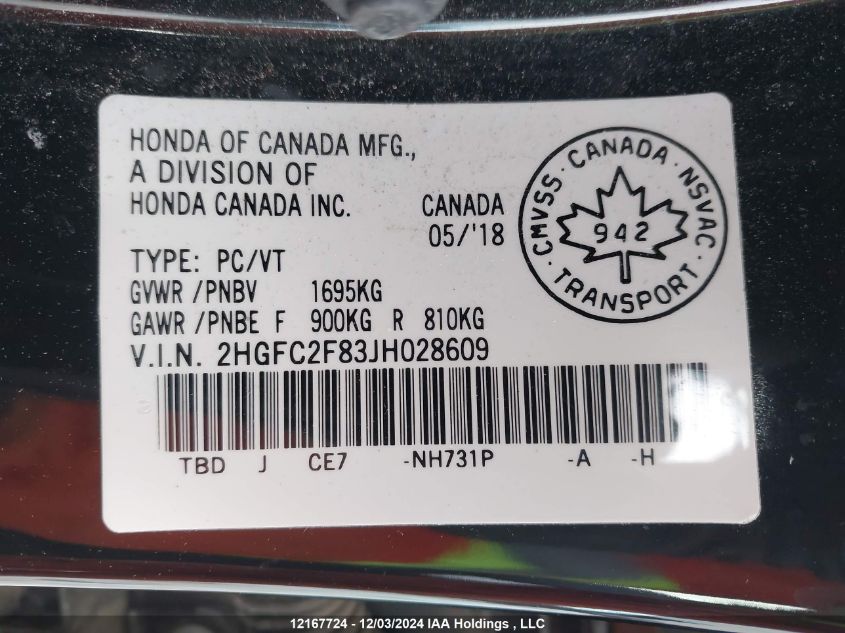 HONDA OF CANADA MFG.,
A DIVISION OF
HONDA CANADA INC.
CANADA
05/'18
TYPE: PC/VT
GVWR /PNBV 1695KG
GAWR /PNBE F 900KG R 810KG
V.I.N. 2HGFC2F83JH028609
TBD J CE7 -NH731P -A -H
CMVSS · CANADA · NSVAC
942
· TRANSPORT ·
12167724 - 12/03/2024 IAA Holdings , LLC